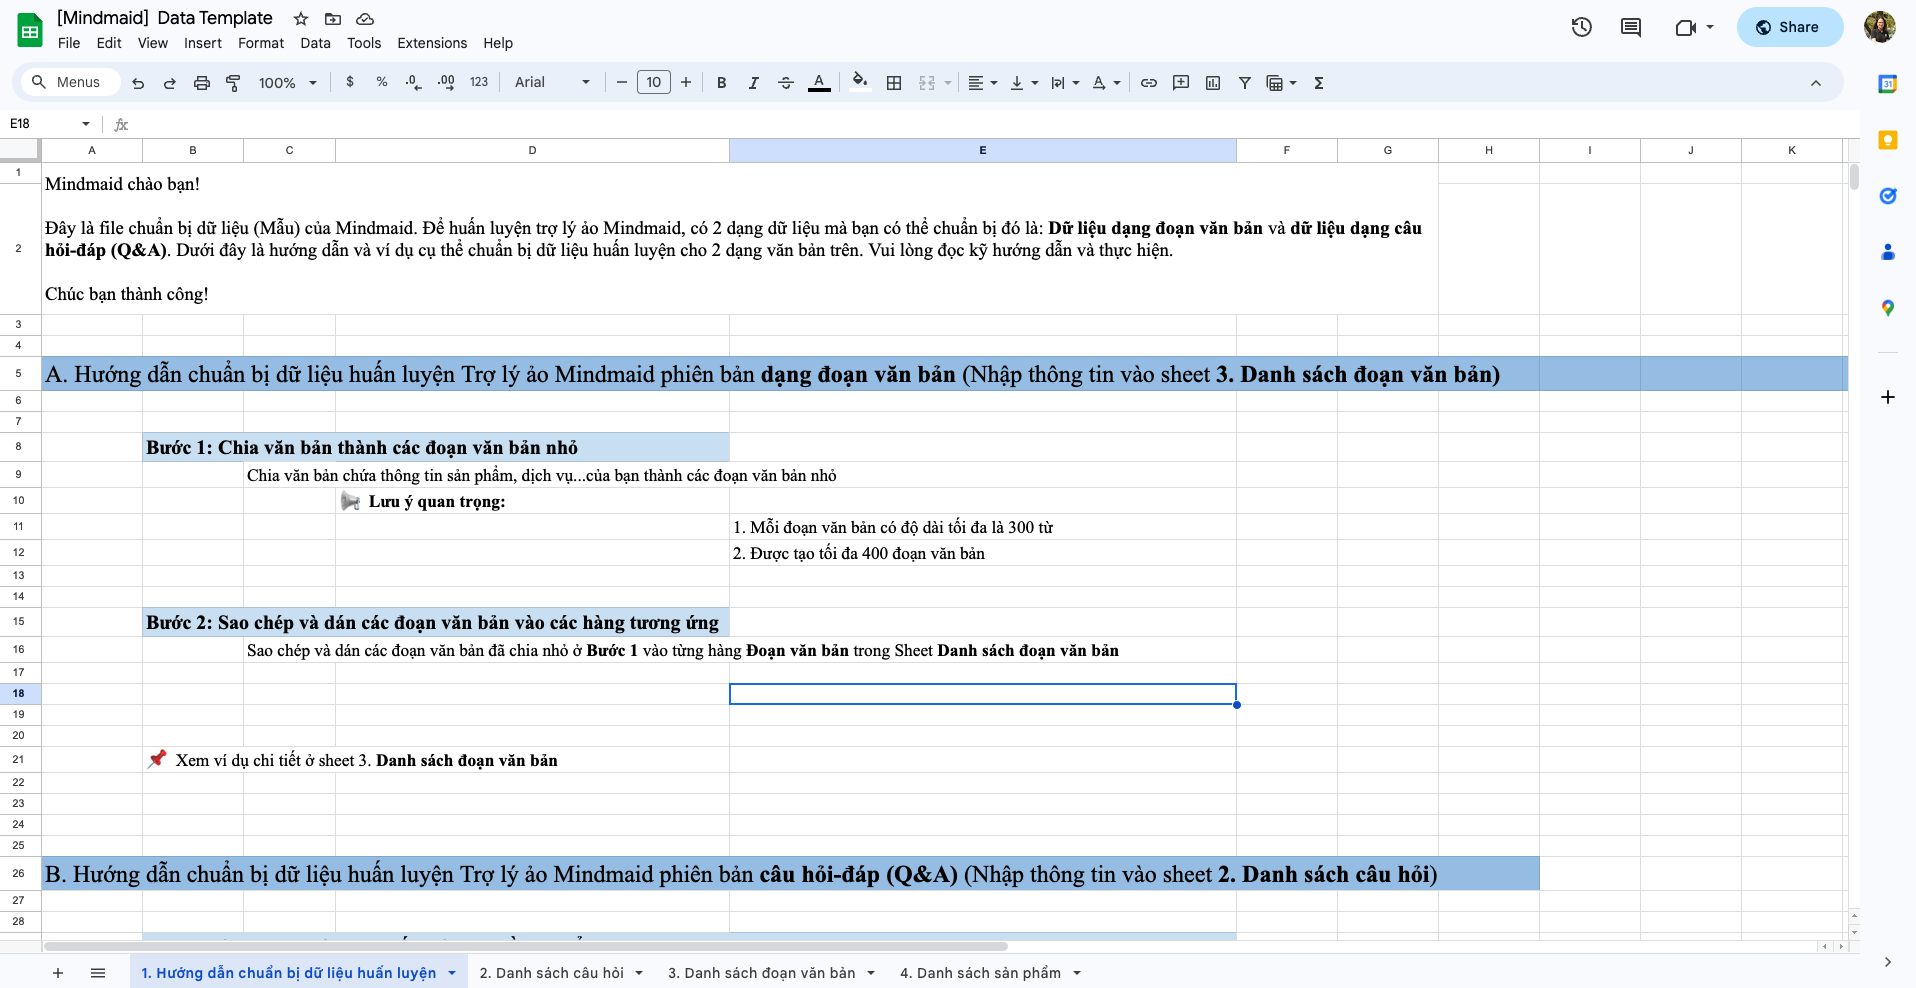 [Mindmaid] Data Template
File Edit View Insert Format Data Tools Extensions Help
Share
Menus 100% $ % .0 .00 123 Arial 10 B I A Σ
31
E18 fx
A B C D E F G H I J K
1
Mindmaid chào bạn!
Đây là file chuẩn bị dữ liệu (Mẫu) của Mindmaid. Để huấn luyện trợ lý ảo Mindmaid, có 2 dạng dữ liệu mà bạn có thể chuẩn bị đó là: Dữ liệu dạng đoạn văn bản và dữ liệu dạng câu
2 hỏi-đáp (Q&A). Dưới đây là hướng dẫn và ví dụ cụ thể chuẩn bị dữ liệu huấn luyện cho 2 dạng văn bản trên. Vui lòng đọc kỹ hướng dẫn và thực hiện.
Chúc bạn thành công!
3
4
5 A. Hướng dẫn chuẩn bị dữ liệu huấn luyện Trợ lý ảo Mindmaid phiên bản dạng đoạn văn bản (Nhập thông tin vào sheet 3. Danh sách đoạn văn bản)
6
7
8 Bước 1: Chia văn bản thành các đoạn văn bản nhỏ
9 Chia văn bản chứa thông tin sản phẩm, dịch vụ...của bạn thành các đoạn văn bản nhỏ
10 Lưu ý quan trọng:
11 1. Mỗi đoạn văn bản có độ dài tối đa là 300 từ
12 2. Được tạo tối đa 400 đoạn văn bản
13
14
15 Bước 2: Sao chép và dán các đoạn văn bản vào các hàng tương ứng
16 Sao chép và dán các đoạn văn bản đã chia nhỏ ở Bước 1 vào từng hàng Đoạn văn bản trong Sheet Danh sách đoạn văn bản
17
18
19
20
21 Xem ví dụ chi tiết ở sheet 3. Danh sách đoạn văn bản
22
23
24
25
26 B. Hướng dẫn chuẩn bị dữ liệu huấn luyện Trợ lý ảo Mindmaid phiên bản câu hỏi-đáp (Q&A) (Nhập thông tin vào sheet 2. Danh sách câu hỏi)
27
28
1. Hướng dẫn chuẩn bị dữ liệu huấn luyện 2. Danh sách câu hỏi 3. Danh sách đoạn văn bản 4. Danh sách sản phẩm